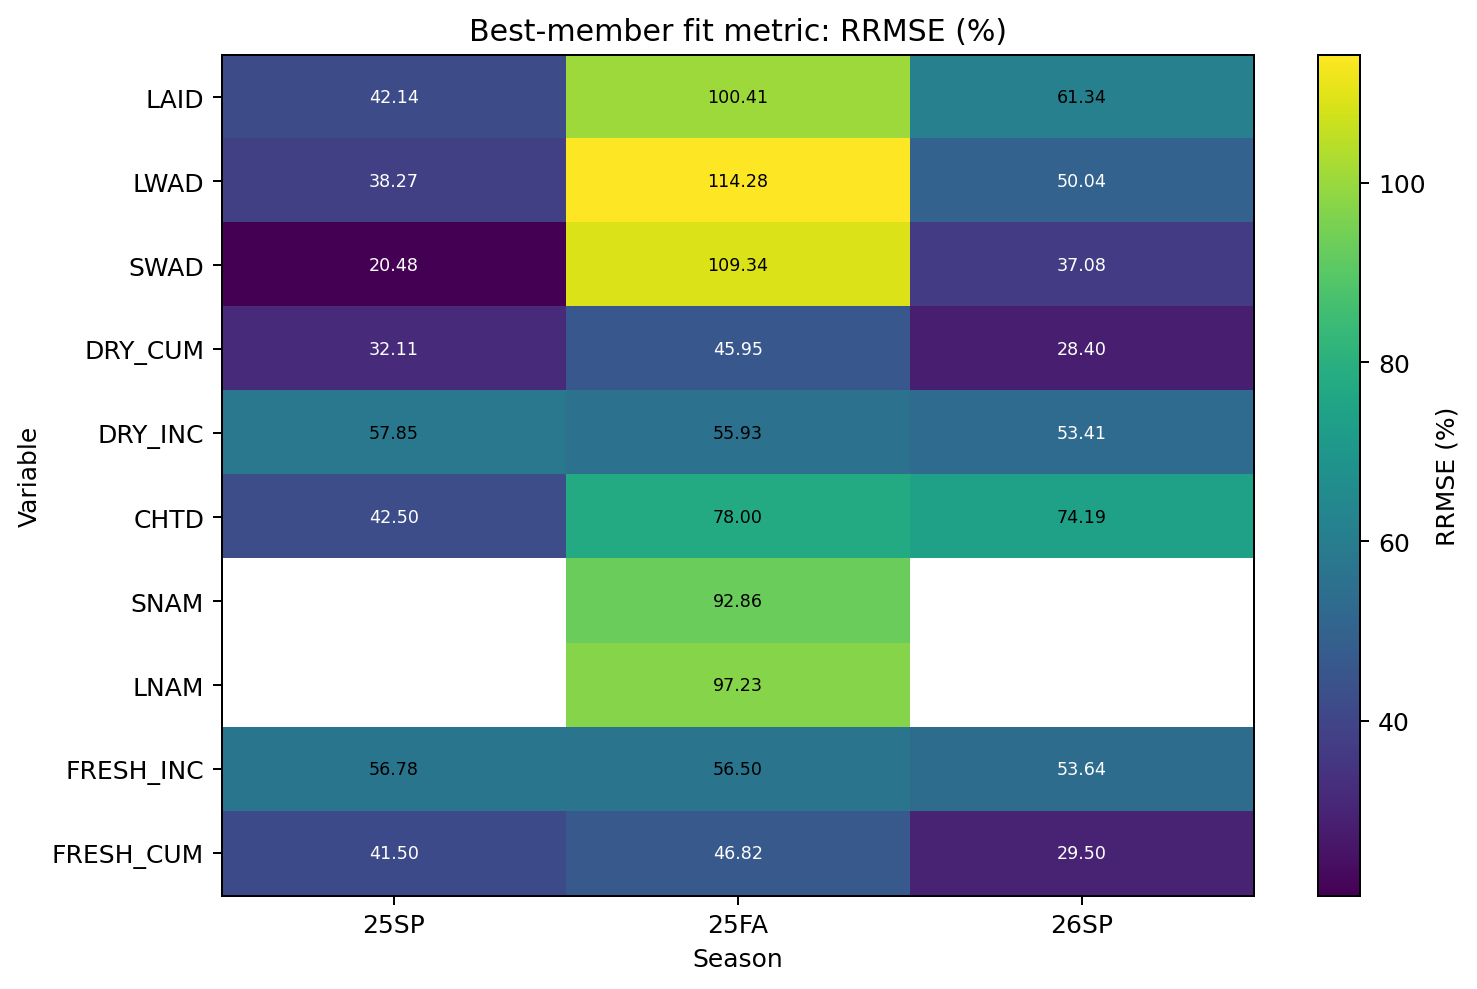 Best-member fit metric: RRMSE (%)
LAID 42.14 100.41 61.34
LWAD 38.27 114.28 50.04
SWAD 20.48 109.34 37.08
DRY_CUM 32.11 45.95 28.40
DRY_INC 57.85 55.93 53.41
CHTD 42.50 78.00 74.19
SNAM 92.86
LNAM 97.23
FRESH_INC 56.78 56.50 53.64
FRESH_CUM 41.50 46.82 29.50
25SP 25FA 26SP
Season
Variable
100
80
60
40
RRMSE (%)